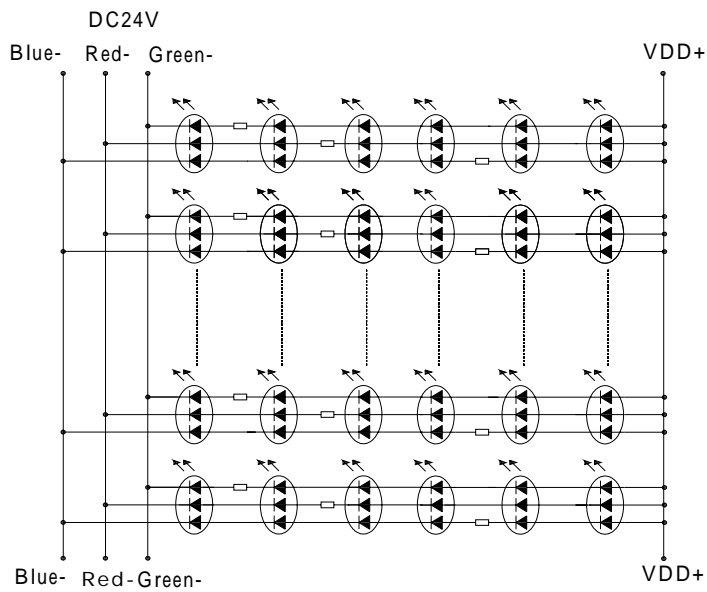 DC24V
Blue- Red- Green- VDD+
Blue- Red-Green- VDD+